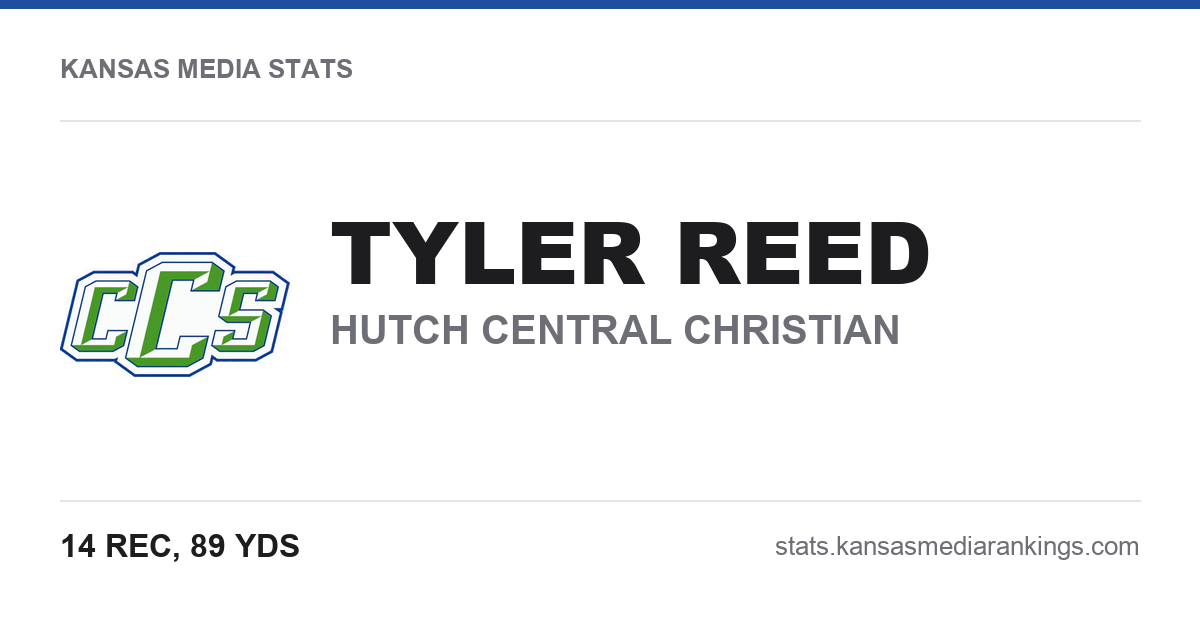 KANSAS MEDIA STATS
CCS
TYLER REED
HUTCH CENTRAL CHRISTIAN
14 REC, 89 YDS
stats.kansasmediarankings.com